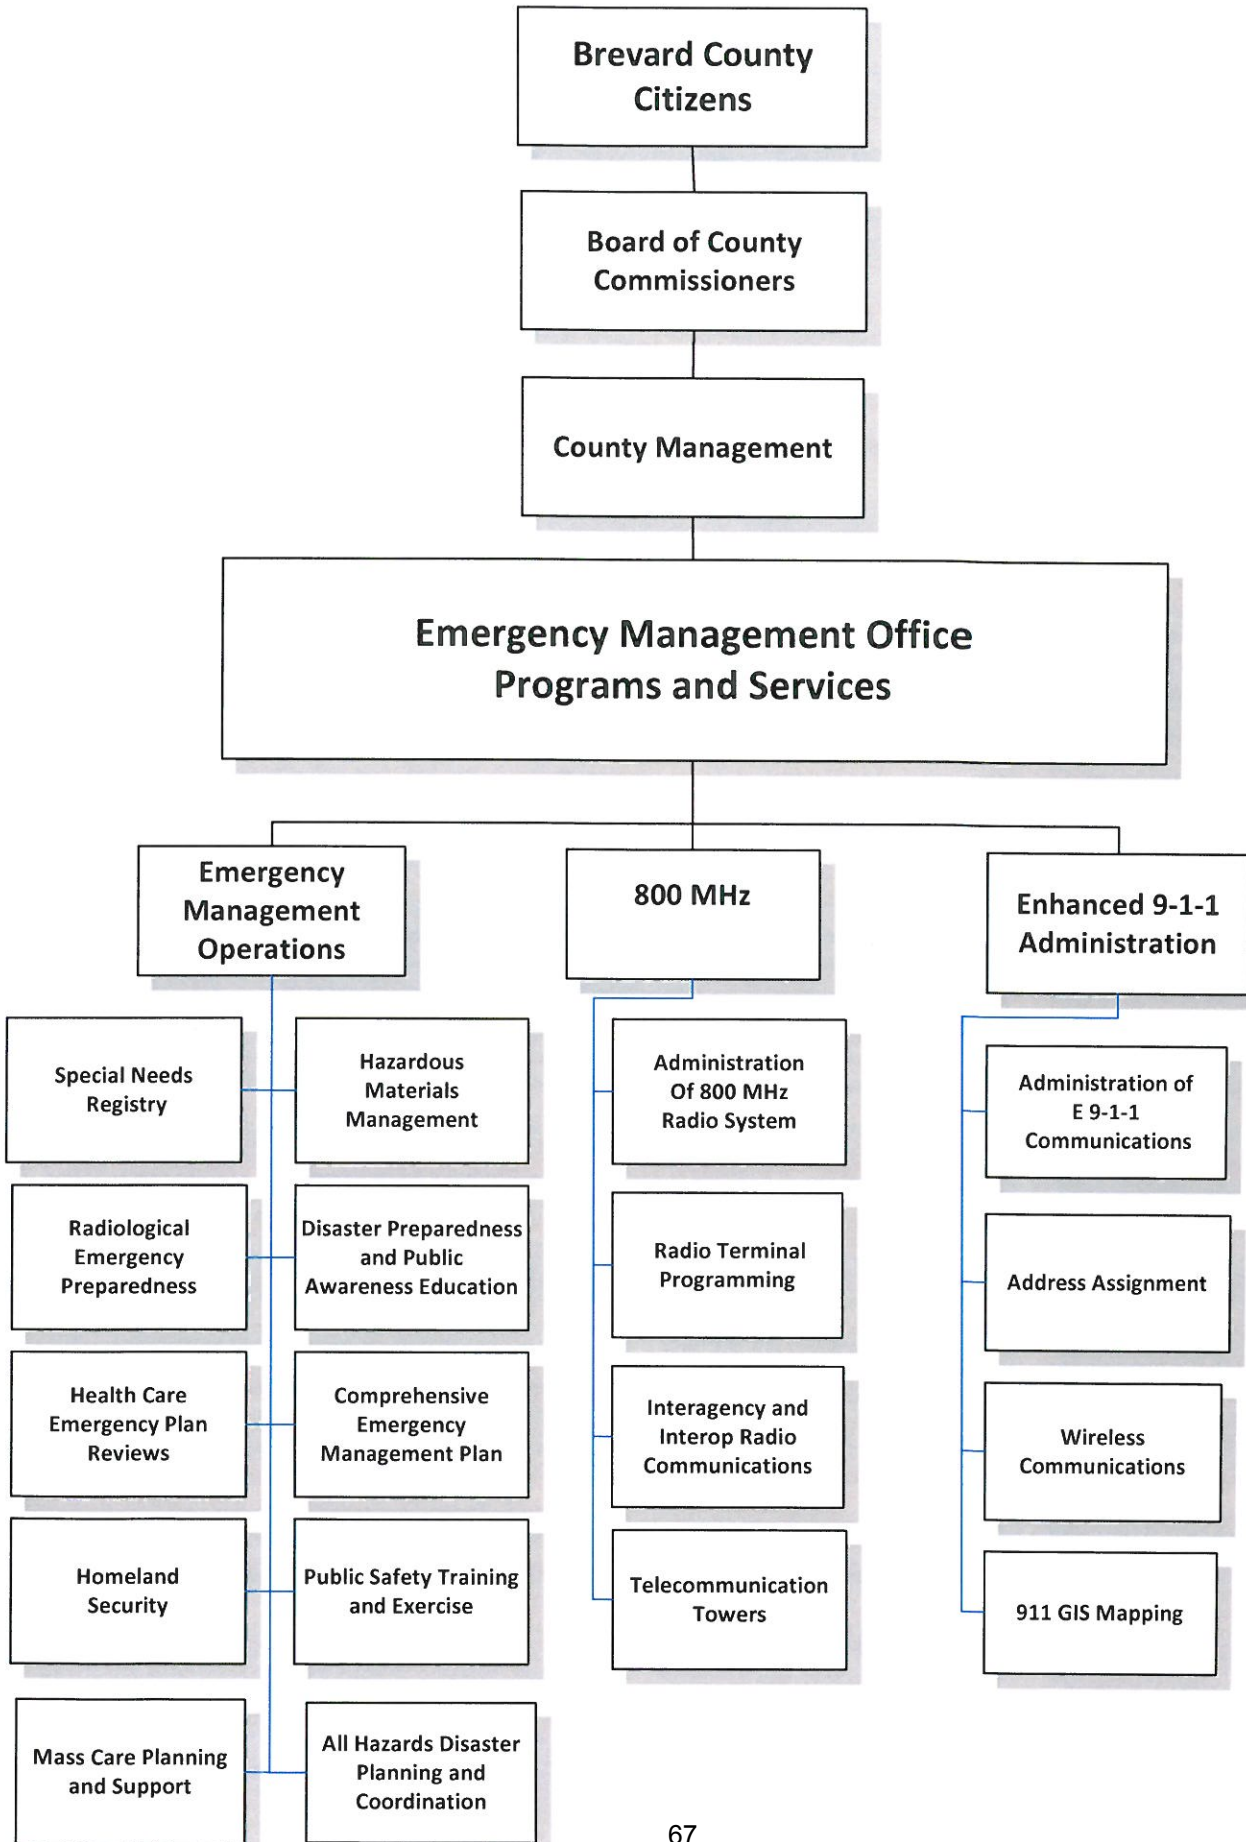 Brevard County
Citizens
Board of County
Commissioners
County Management
Emergency Management Office
Programs and Services
Emergency
Management
Operations
800 MHz
Enhanced 9-1-1
Administration
Special Needs
Registry
Hazardous
Materials
Management
Radiological
Emergency
Preparedness
Disaster Preparedness
and Public
Awareness Education
Health Care
Emergency Plan
Reviews
Comprehensive
Emergency
Management Plan
Homeland
Security
Public Safety Training
and Exercise
Mass Care Planning
and Support
All Hazards Disaster
Planning and
Coordination
Administration
Of 800 MHz
Radio System
Radio Terminal
Programming
Interagency and
Interop Radio
Communications
Telecommunication
Towers
Administration of
E 9-1-1
Communications
Address Assignment
Wireless
Communications
911 GIS Mapping
67